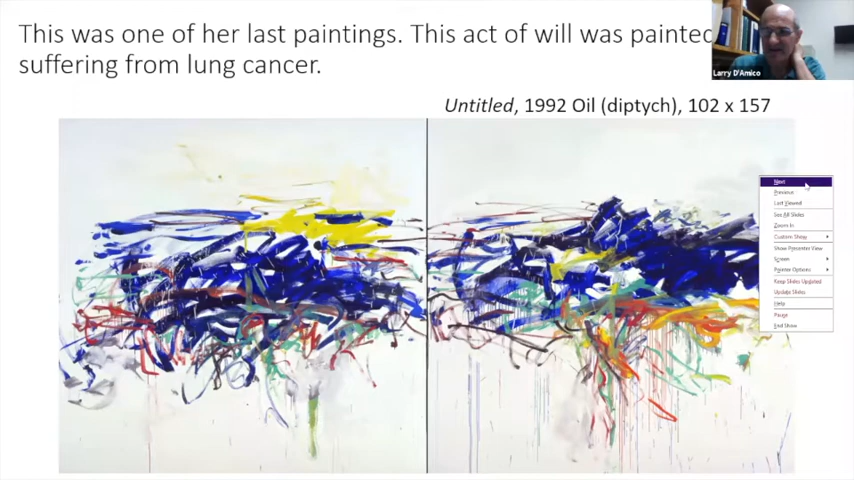 This was one of her last paintings. This act of will was painted
suffering from lung cancer.
Larry D'Amico
Untitled, 1992 Oil (diptych), 102 x 157
Next
Previous
Last Viewed
See All Slides
Zoom In
Custom Show
Show Presenter View
Screen
Pointer Options
Keep Slides Updated
Update Slides
Help
Pause
End Show